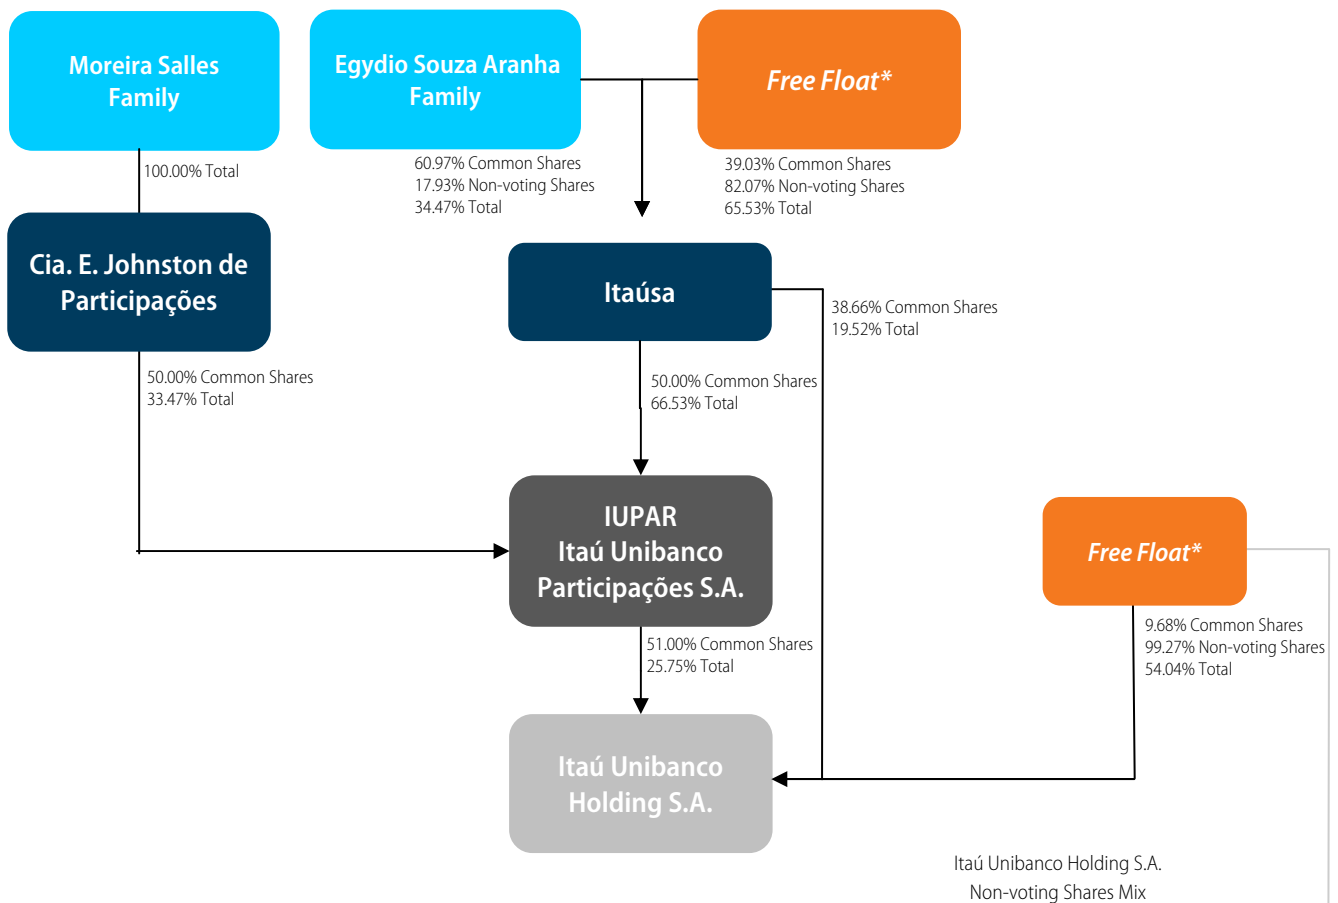 Moreira Salles
Family
Egydio Souza Aranha
Family
Free Float*
100.00% Total
60.97% Common Shares
17.93% Non-voting Shares
34.47% Total
39.03% Common Shares
82.07% Non-voting Shares
65.53% Total
Cia. E. Johnston de
Participações
Itaúsa
38.66% Common Shares
19.52% Total
50.00% Common Shares
33.47% Total
50.00% Common Shares
66.53% Total
IUPAR
Itaú Unibanco
Participações S.A.
Free Float*
51.00% Common Shares
25.75% Total
9.68% Common Shares
99.27% Non-voting Shares
54.04% Total
Itaú Unibanco
Holding S.A.
Itaú Unibanco Holding S.A.
Non-voting Shares Mix